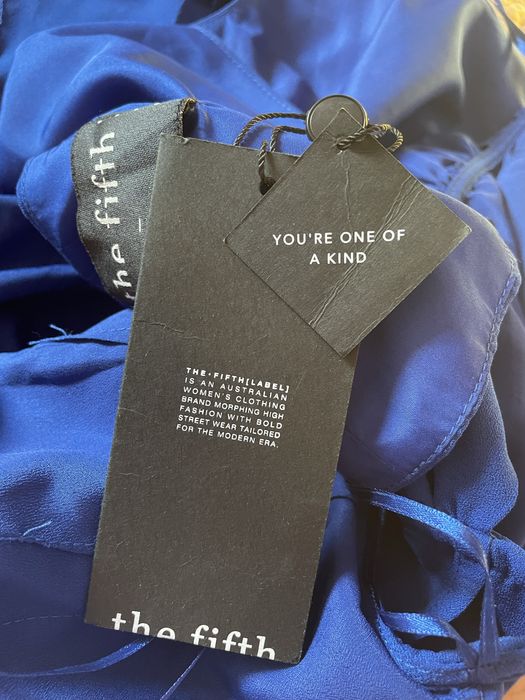 the fifth
YOU'RE ONE OF
A KIND
THE•FIFTH[LABEL]
IS AN AUSTRALIAN
WOMEN'S CLOTHING
BRAND MORPHING HIGH
FASHION WITH BOLD
STREET WEAR TAILORED
FOR THE MODERN ERA.
the fifth